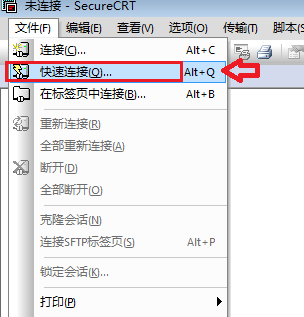 未连接 - SecureCRT
文件(F) 编辑(E) 查看(V) 选项(O) 传输(T) 脚本(
连接(C)... Alt+C
快速连接(Q)... Alt+Q
在标签页中连接(B)... Alt+B
重新连接(R)
全部重新连接(A)
断开(D)
全部断开(O)
克隆会话(N)
连接SFTP标签页(S) Alt+P
锁定会话(K)...
打印(P)